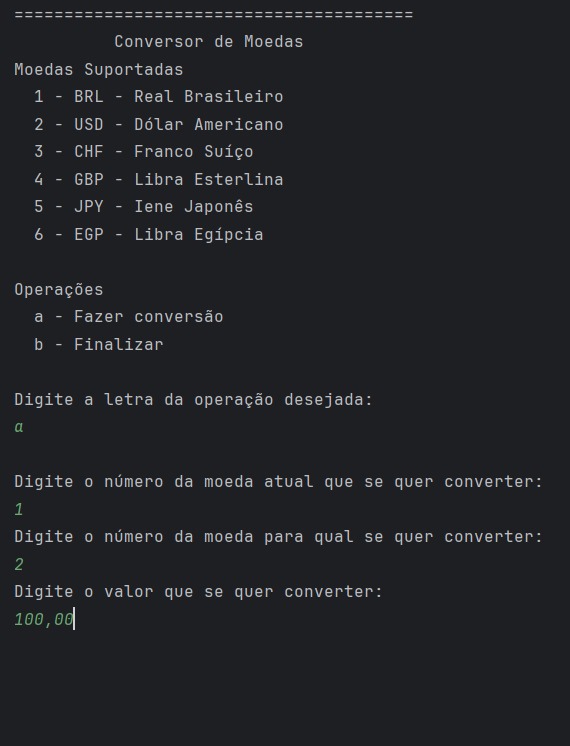 ========================================
Conversor de Moedas
Moedas Suportadas
1 - BRL - Real Brasileiro
2 - USD - Dólar Americano
3 - CHF - Franco Suíço
4 - GBP - Libra Esterlina
5 - JPY - Iene Japonês
6 - EGP - Libra Egípcia
Operações
a - Fazer conversão
b - Finalizar
Digite a letra da operação desejada:
a
Digite o número da moeda atual que se quer converter:
1
Digite o número da moeda para qual se quer converter:
2
Digite o valor que se quer converter:
100,00